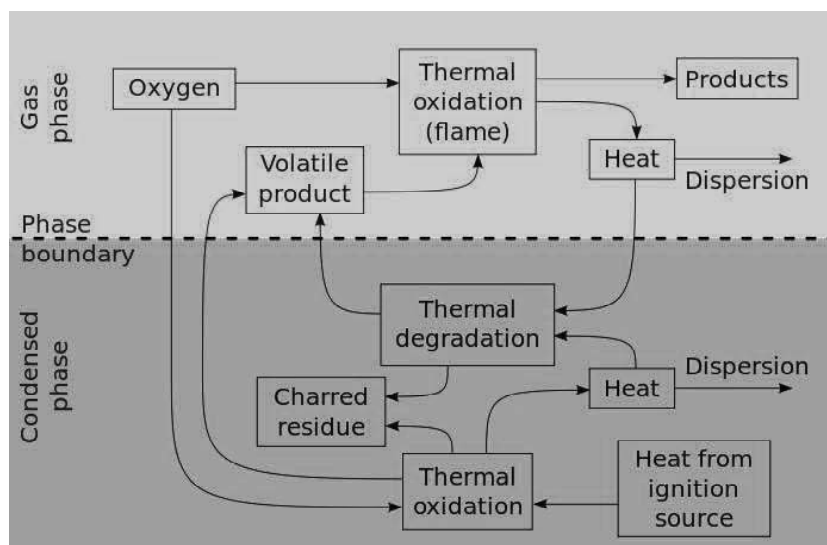 Gas
phase
Oxygen
Thermal
oxidation
(flame)
Products
Volatile
product
Heat
Dispersion
Phase
boundary
Condensed
phase
Thermal
degradation
Dispersion
Heat
Charred
residue
Thermal
oxidation
Heat from
ignition
source